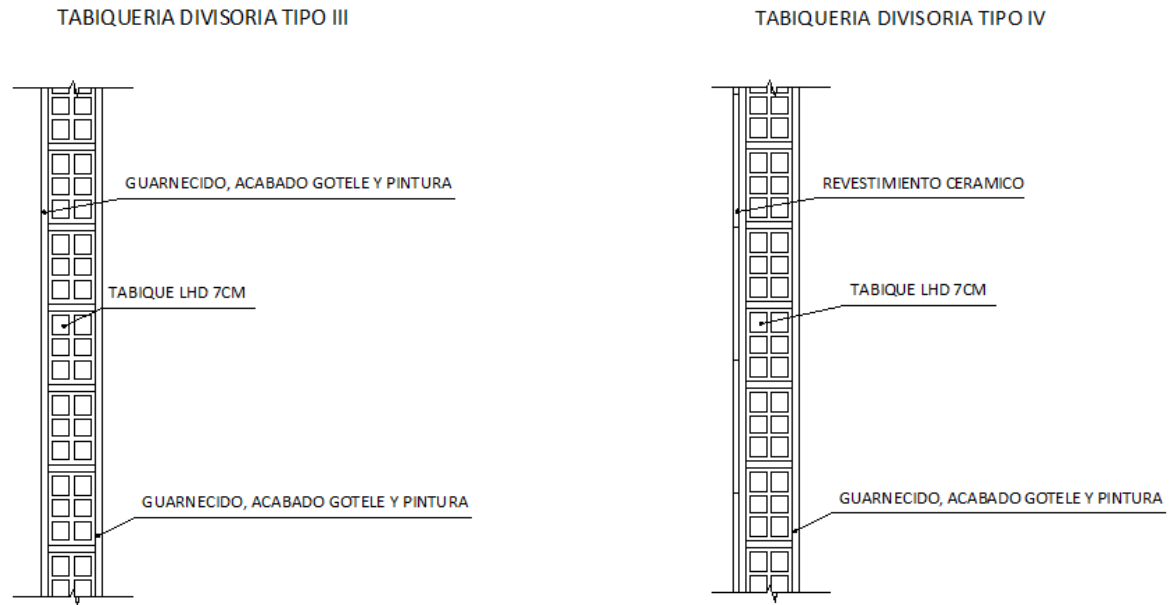 TABIQUERIA DIVISORIA TIPO III
GUARNECIDO, ACABADO GOTELE Y PINTURA
TABIQUE LHD 7CM
GUARNECIDO, ACABADO GOTELE Y PINTURA
TABIQUERIA DIVISORIA TIPO IV
REVESTIMIENTO CERAMICO
TABIQUE LHD 7CM
GUARNECIDO, ACABADO GOTELE Y PINTURA